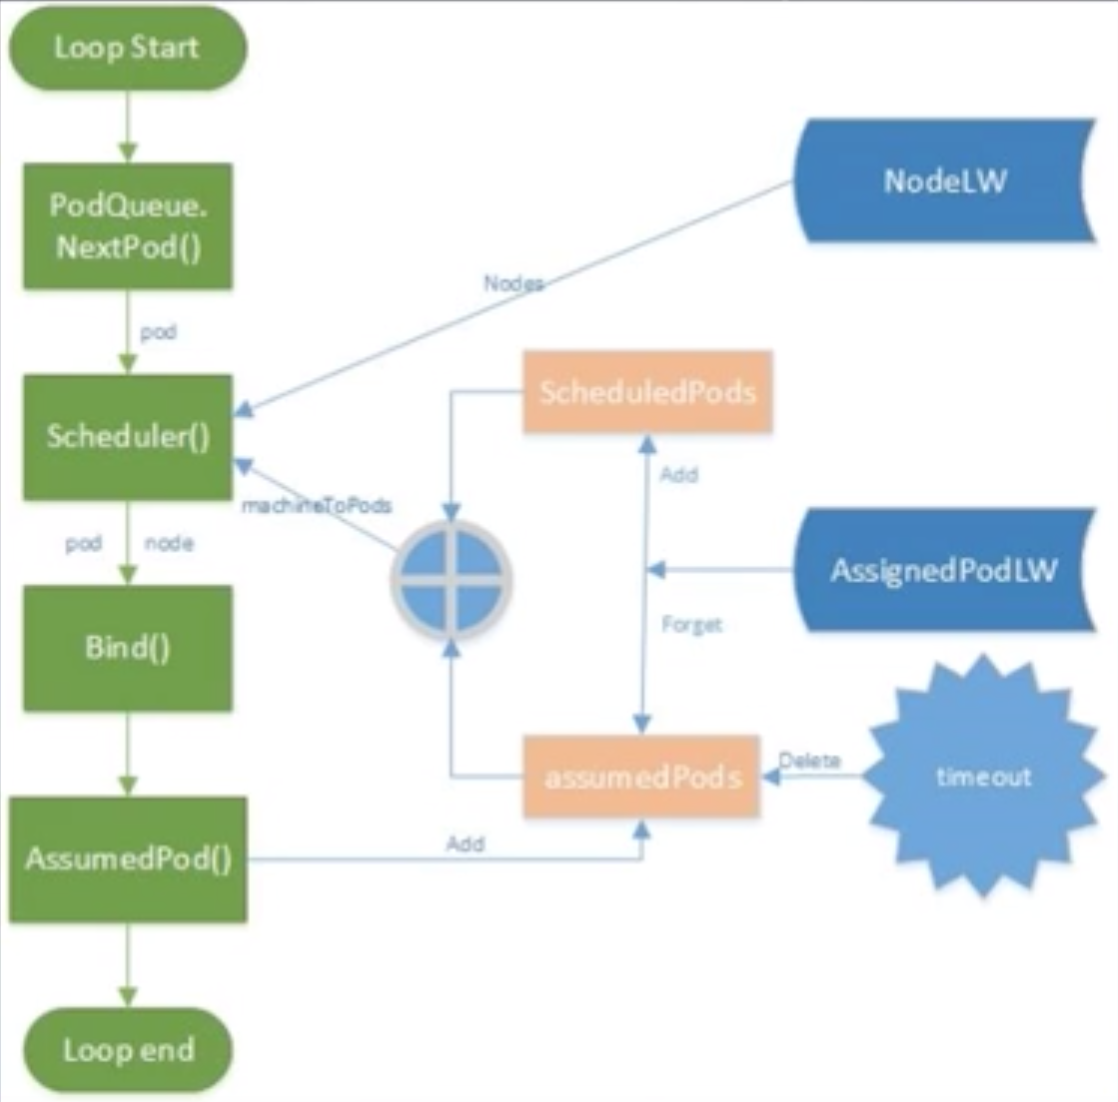 Loop Start
PodQueue.
NextPod()
pod
Scheduler()
pod node
Bind()
AssumedPod()
Loop end
NodeLW
Nodes
ScheduledPods
machineToPods
Add
AssignedPodLW
Forget
assumedPods
Delete
timeout
Add